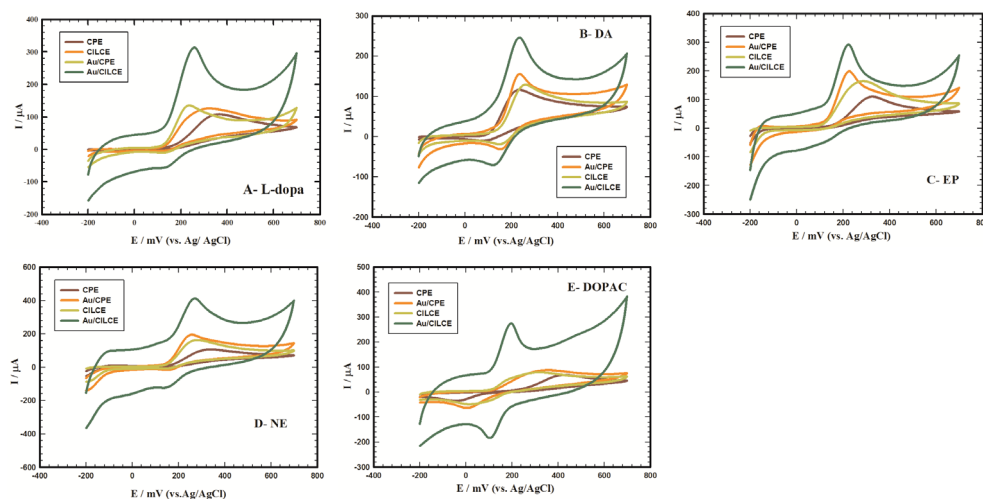 I / µA
400
300
200
100
0
-100
-200
CPE
CILCE
Au/CPE
Au/CILCE
A- L-dopa
-400 -200 0 200 400 600 800
E / mV (vs. Ag/ AgCl)
I / µA
300
200
100
0
-100
-200
B- DA
CPE
Au/CPE
CILCE
Au/CILCE
-400 -200 0 200 400 600 800
E / mV (vs.Ag/AgCl)
I / µA
400
300
200
100
0
-100
-200
-300
CPE
Au/CPE
CILCE
Au/CILCE
C- EP
-400 -200 0 200 400 600 800
E / mV (vs. Ag/AgCl)
I / µA
600
400
200
0
-200
-400
-600
CPE
Au/CPE
CILCE
Au/CILCE
D- NE
-400 -200 0 200 400 600 800
E / mV (vs.Ag/AgCl)
I / µA
500
400
300
200
100
0
-100
-200
-300
CPE
Au/CPE
CILCE
Au/CILCE
E- DOPAC
-400 -200 0 200 400 600 800
E / mV (vs.Ag/AgCl)